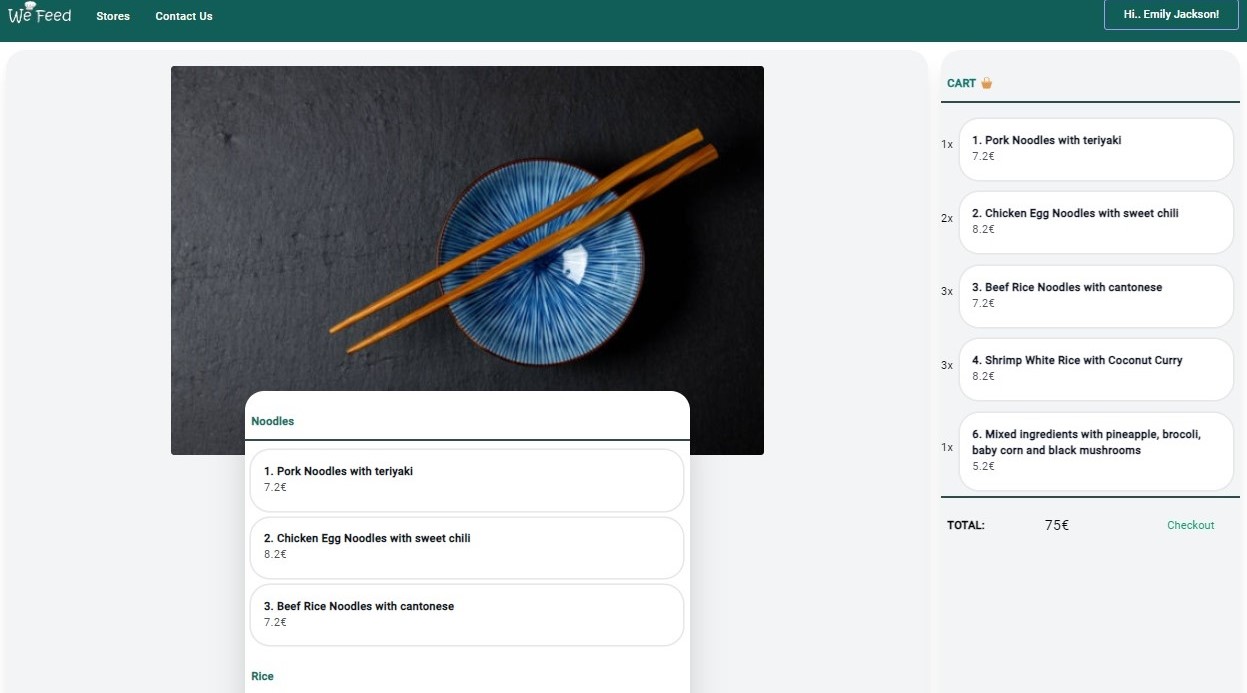 We Feed
Stores
Contact Us
Hi.. Emily Jackson!
Noodles
1. Pork Noodles with teriyaki
7.2€
2. Chicken Egg Noodles with sweet chili
8.2€
3. Beef Rice Noodles with cantonese
7.2€
Rice
CART
1x
1. Pork Noodles with teriyaki
7.2€
2x
2. Chicken Egg Noodles with sweet chili
8.2€
3x
3. Beef Rice Noodles with cantonese
7.2€
3x
4. Shrimp White Rice with Coconut Curry
8.2€
1x
6. Mixed ingredients with pineapple, brocoli,
baby corn and black mushrooms
5.2€
TOTAL:
75€
Checkout